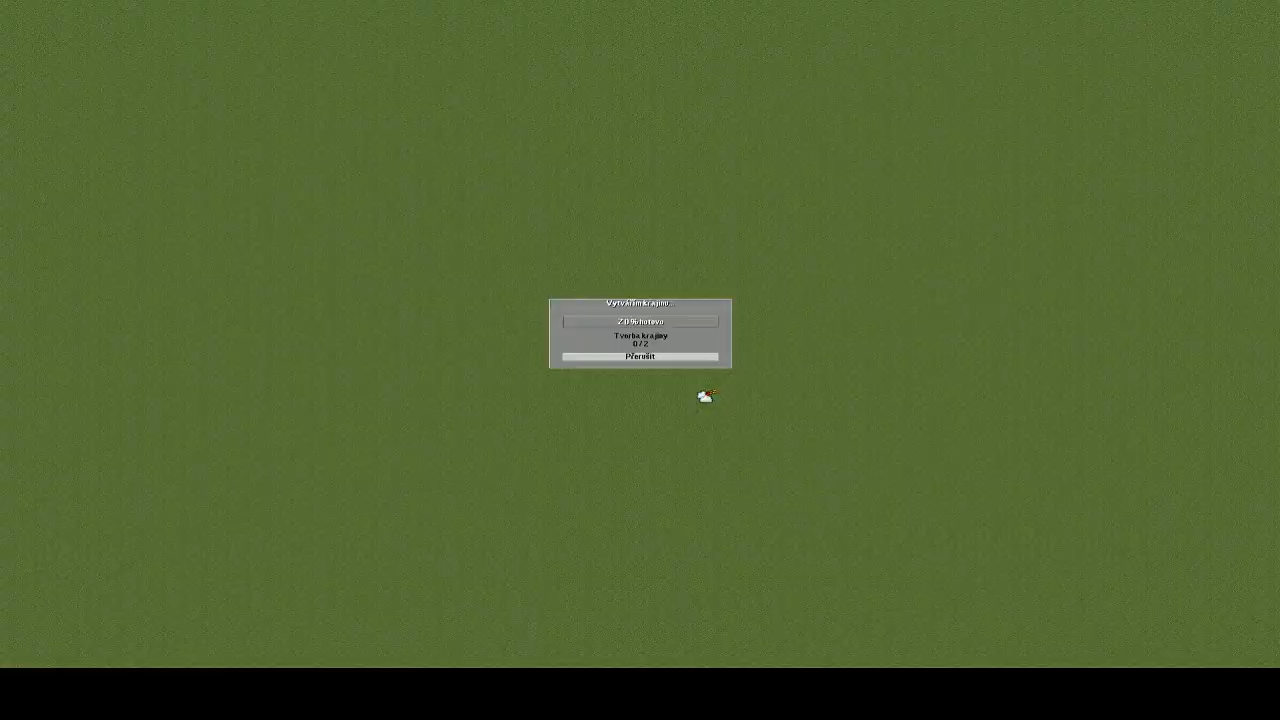 Vytvářím krajinu...
20 % hotovo
Tvorba krajiny
0 / 2
Přerušit